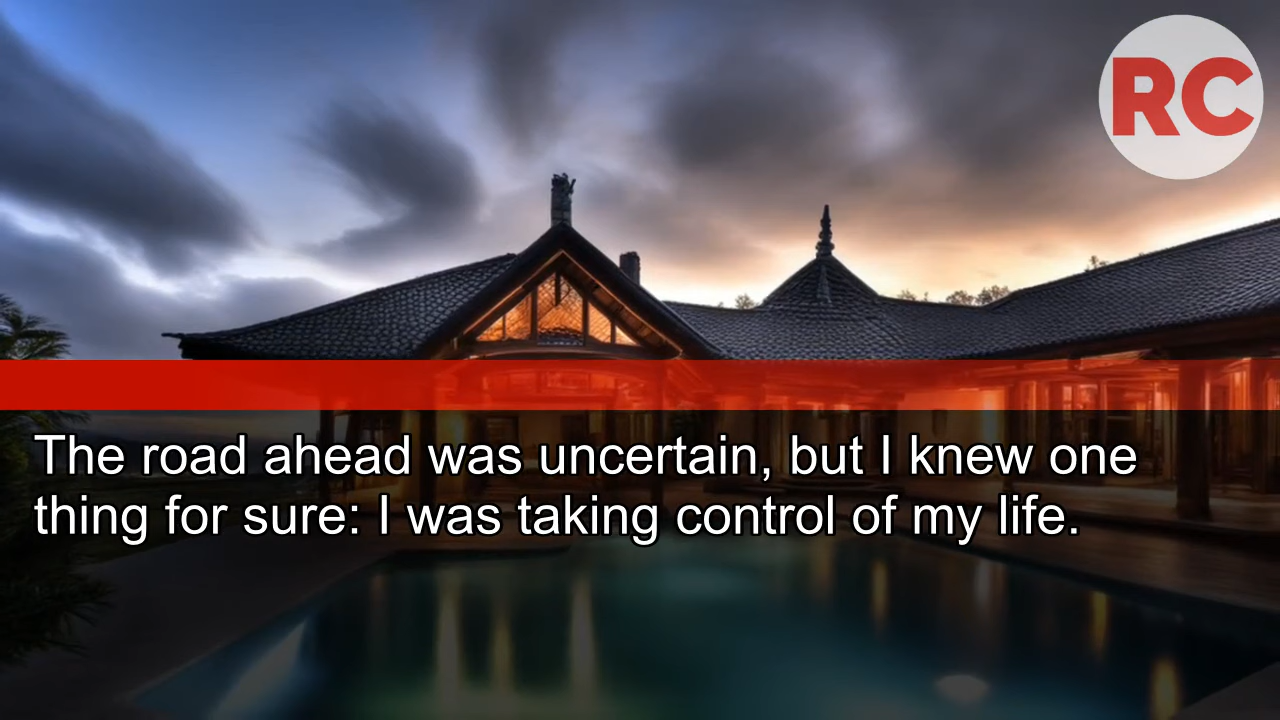 RC
The road ahead was uncertain, but I knew one
thing for sure: I was taking control of my life.